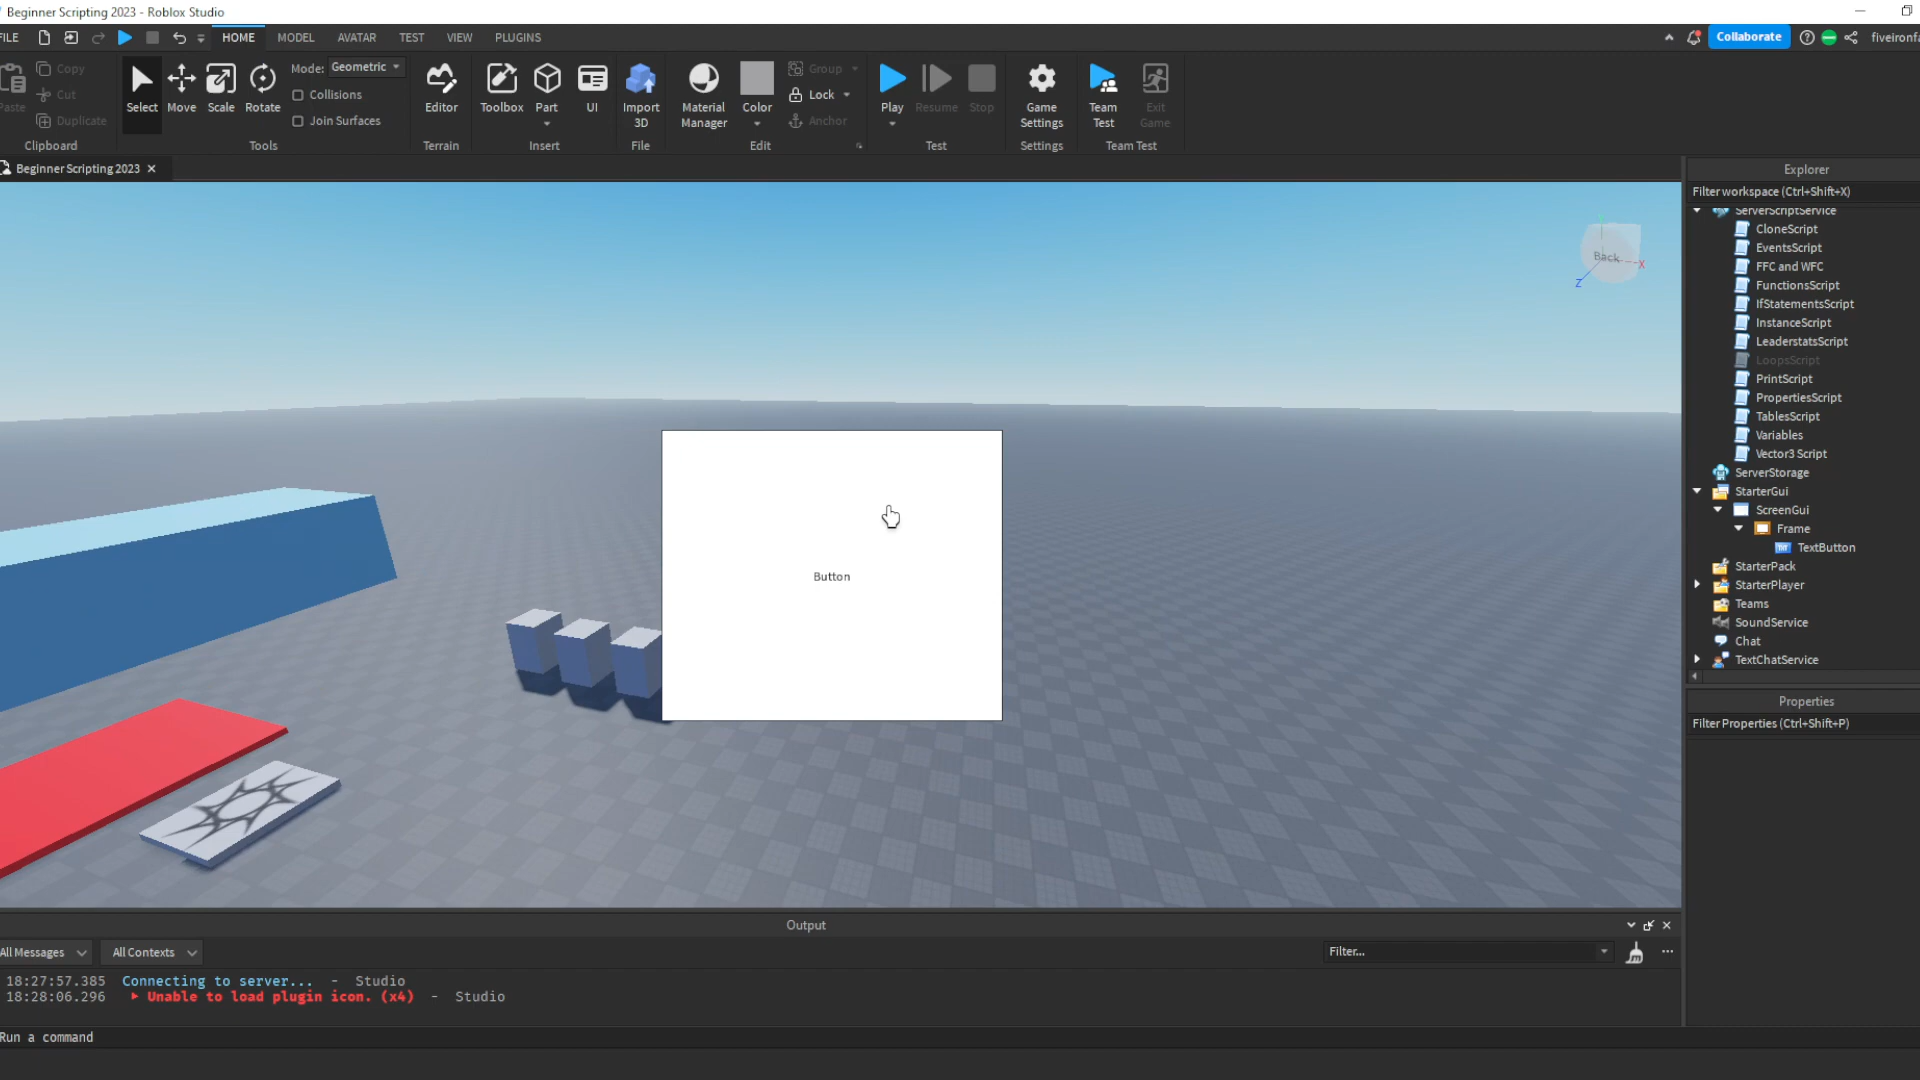 Beginner Scripting 2023 - Roblox Studio
FILE HOME MODEL AVATAR TEST VIEW PLUGINS Collaborate fiveironfa
Paste Copy Cut Duplicate Clipboard
Select Move Scale Rotate
Mode: Geometric
Collisions
Join Surfaces
Tools
Editor
Terrain
Toolbox Part UI
Insert
Import 3D
File
Material Manager
Color
Group
Lock
Anchor
Edit
Play Resume Stop
Test
Game Settings
Settings
Team Test
Exit Game
Team Test
Beginner Scripting 2023
Back
X
Z
Button
Explorer
Filter workspace (Ctrl+Shift+X)
ServerScriptService
CloneScript
EventsScript
FFC and WFC
FunctionsScript
IfStatementsScript
InstanceScript
LeaderstatsScript
LoopsScript
PrintScript
PropertiesScript
TablesScript
Variables
Vector3 Script
ServerStorage
StarterGui
ScreenGui
Frame
TextButton
StarterPack
StarterPlayer
Teams
SoundService
Chat
TextChatService
Properties
Filter Properties (Ctrl+Shift+P)
Output
All Messages All Contexts Filter...
18:27:57.385 Connecting to server... - Studio
18:28:06.296 Unable to load plugin icon. (x4) - Studio
Run a command